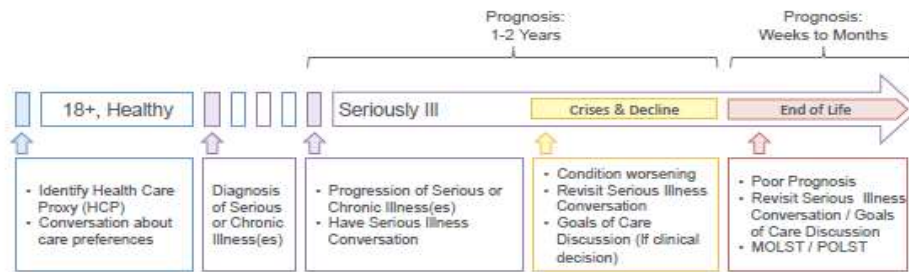 Prognosis:
1-2 Years
Prognosis:
Weeks to Months
18+, Healthy
Seriously Ill
Crises & Decline
End of Life
• Identify Health Care
Proxy (HCP)
• Conversation about
care preferences
Diagnosis
of Serious
or Chronic
Illness(es)
• Progression of Serious or
Chronic Illness(es)
• Have Serious Illness
Conversation
• Condition worsening
• Revisit Serious Illness
Conversation
• Goals of Care
Discussion (If clinical
decision)
• Poor Prognosis
• Revisit Serious Illness
Conversation / Goals
of Care Discussion
• MOLST / POLST